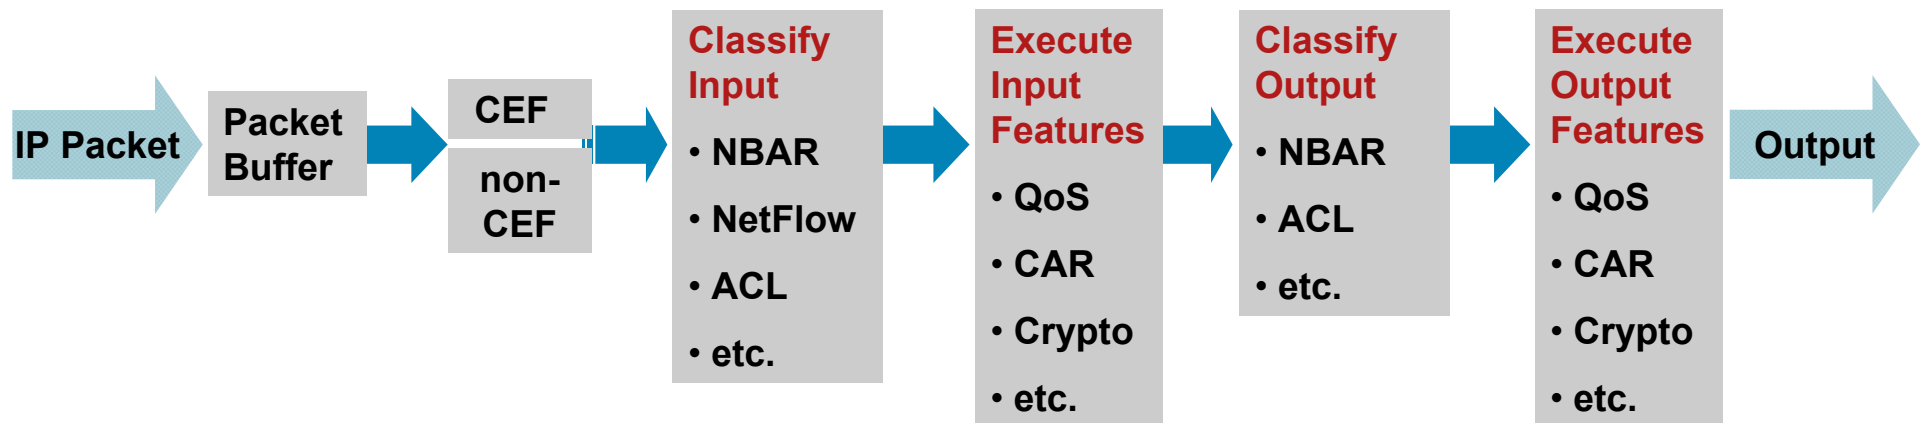 IP Packet
Packet
Buffer
CEF
non-
CEF
Classify
Input
• NBAR
• NetFlow
• ACL
• etc.
Execute
Input
Features
• QoS
• CAR
• Crypto
• etc.
Classify
Output
• NBAR
• ACL
• etc.
Execute
Output
Features
• QoS
• CAR
• Crypto
• etc.
Output